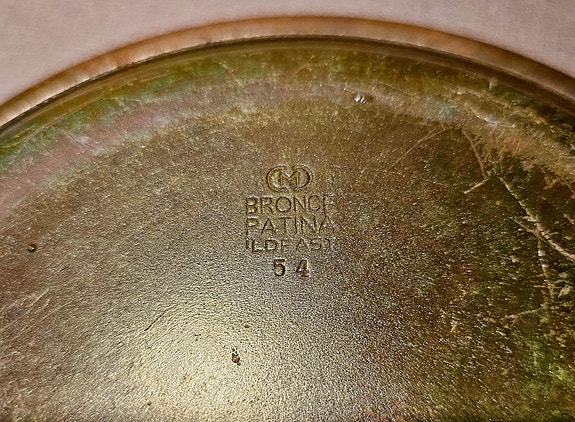 BRONCE
PATINA
ILDFAST
54